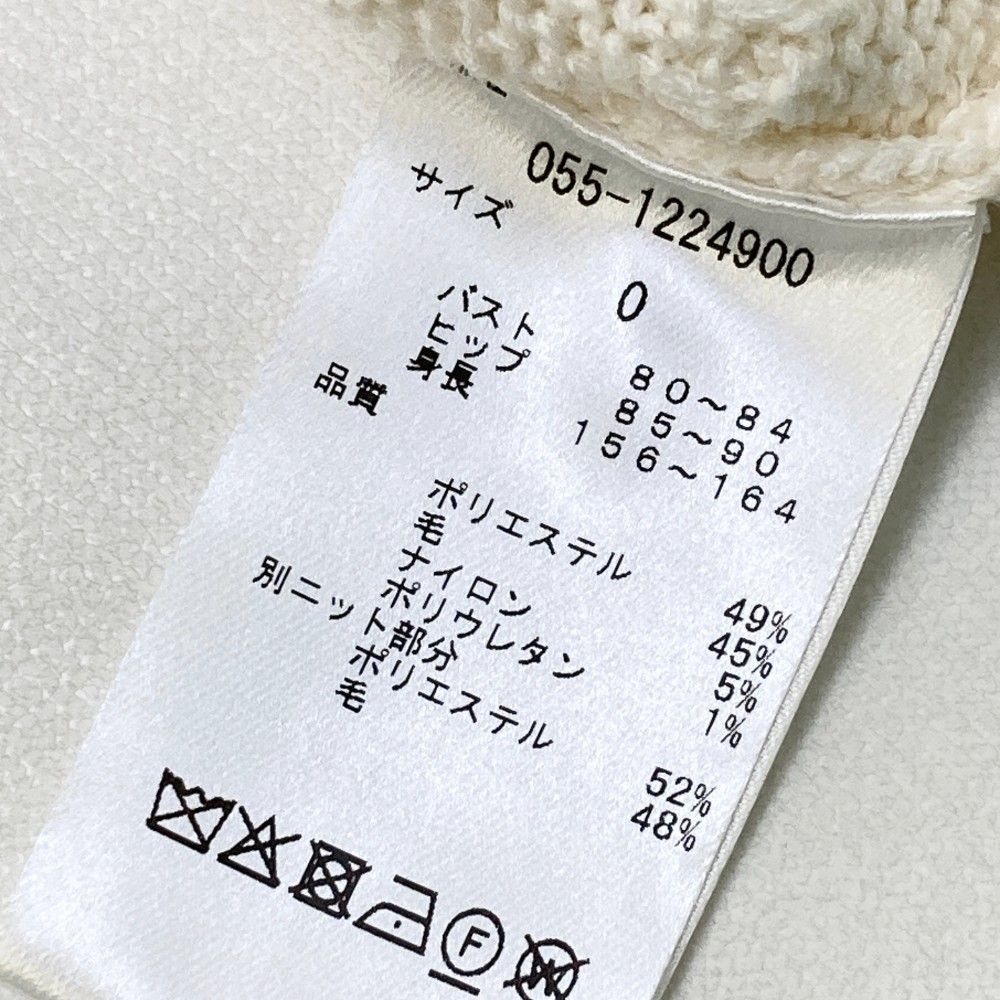 055-1224900
サイズ 0
バスト 80~84
ヒップ 85~90
身長 156~164
品質
ポリエステル 49%
毛 45%
ナイロン 5%
ポリウレタン 1%
別ニット部分
ポリエステル 52%
毛 48%
F
W